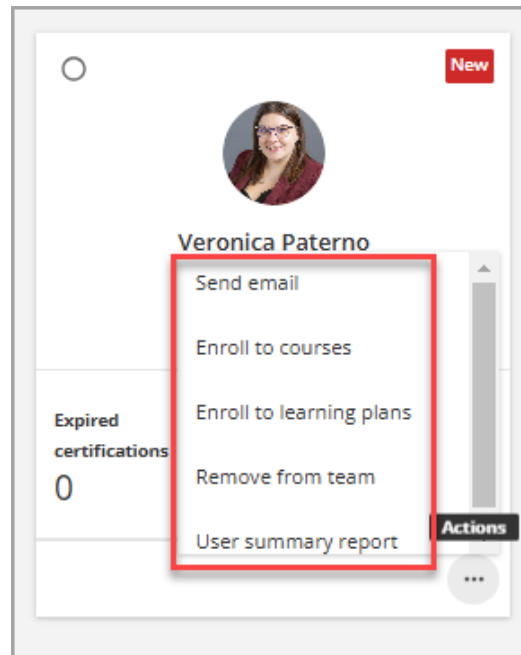 New
Veronica Paterno
Send email
Enroll to courses
Enroll to learning plans
Expired
certifications
0
Remove from team
User summary report
Actions